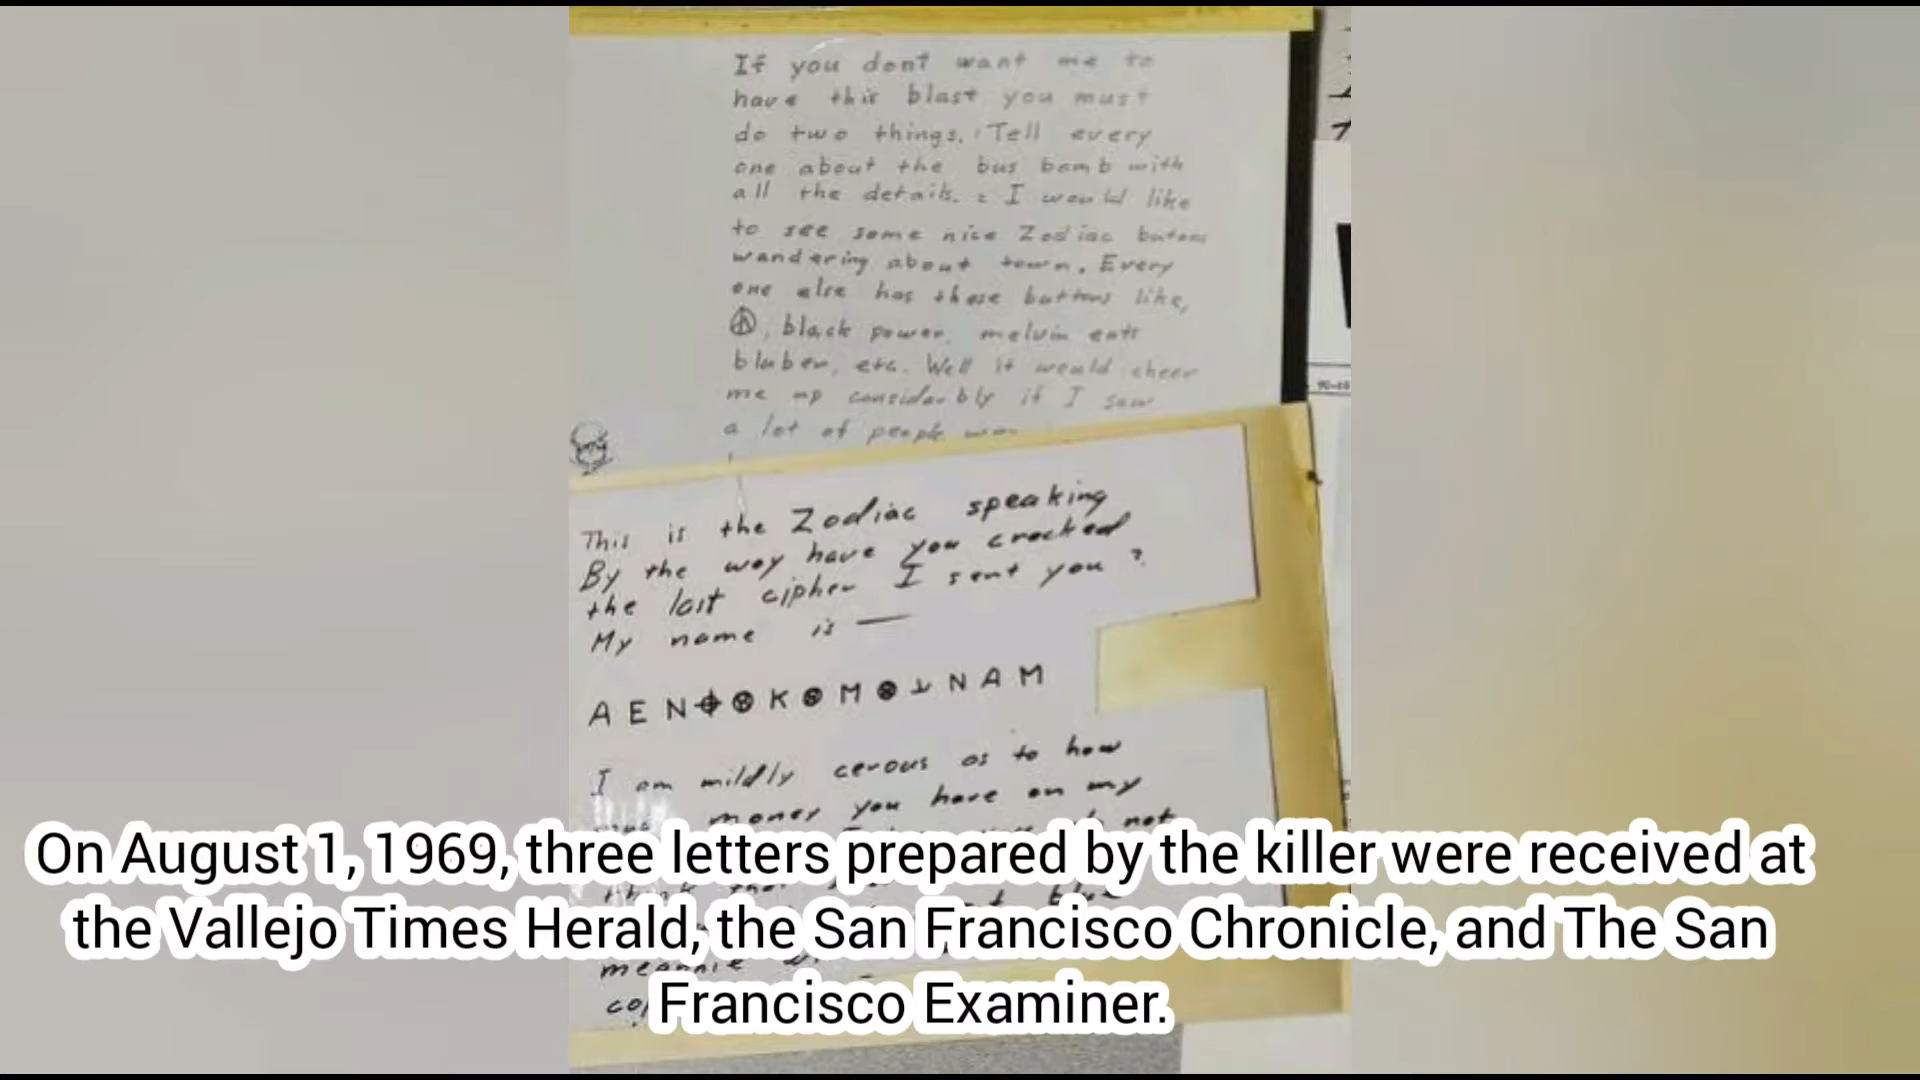 If you dont want me to
have this blast you must
do two things. Tell every
one about the bus bomb with
all the details. I would like
to see some nice Zodiac butons
wandering about town. Every
one else has these buttons like,
☮, black power, melvin eats
bluber, etc. Well it would cheer
me up considarbly if I saw
a lot of people
This is the Zodiac speaking
By the way have you cracked
the last cipher I sent you?
My name is —
A E N ⌖ ⊗ K ⊗ M ⊗ ⅄ N A M
I am mildly cerous as to how
money you have on my
not
think that
blue
meannie
On August 1, 1969, three letters prepared by the killer were received at
the Vallejo Times Herald, the San Francisco Chronicle, and The San
Francisco Examiner.